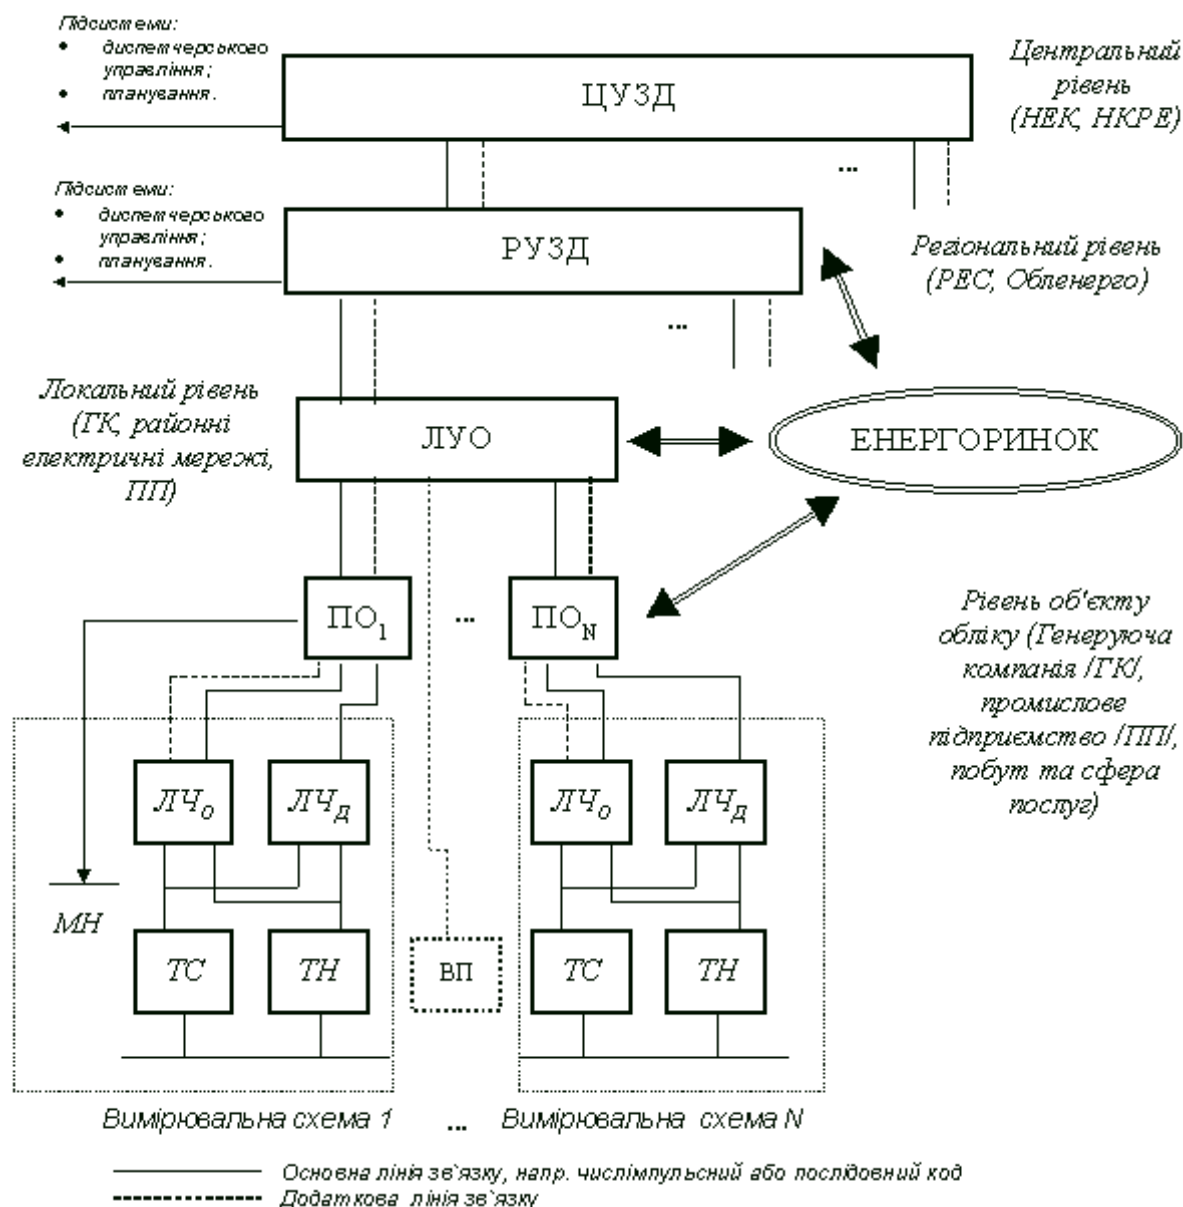 Підсистеми:
• диспетчерського
управління;
• планування.
ЦУЗД
Центральний
рівень
(НЕК, НКРЕ)
...
Підсистеми:
• диспетчерського
управління;
• планування.
РУЗД
Регіональний рівень
(РЕС, Обленерго)
...
Локальний рівень
(ГК, районні
електричні мережі,
ПП)
ЛУО
ЕНЕРГОРИНОК
ПО1
...
ПОN
Рівень об'єкту
обліку (Генеруюча
компанія /ГК/,
промислове
підприємство /ПП/,
побут та сфера
послуг)
ЛЧО
ЛЧД
ЛЧО
ЛЧД
МН
ТС
ТН
ВП
ТС
ТН
Вимірювальна схема 1
...
Вимірювальна схема N
Основна лінія зв`язку, напр. числімпульсний або послідовний код
Додаткова лінія зв`язку